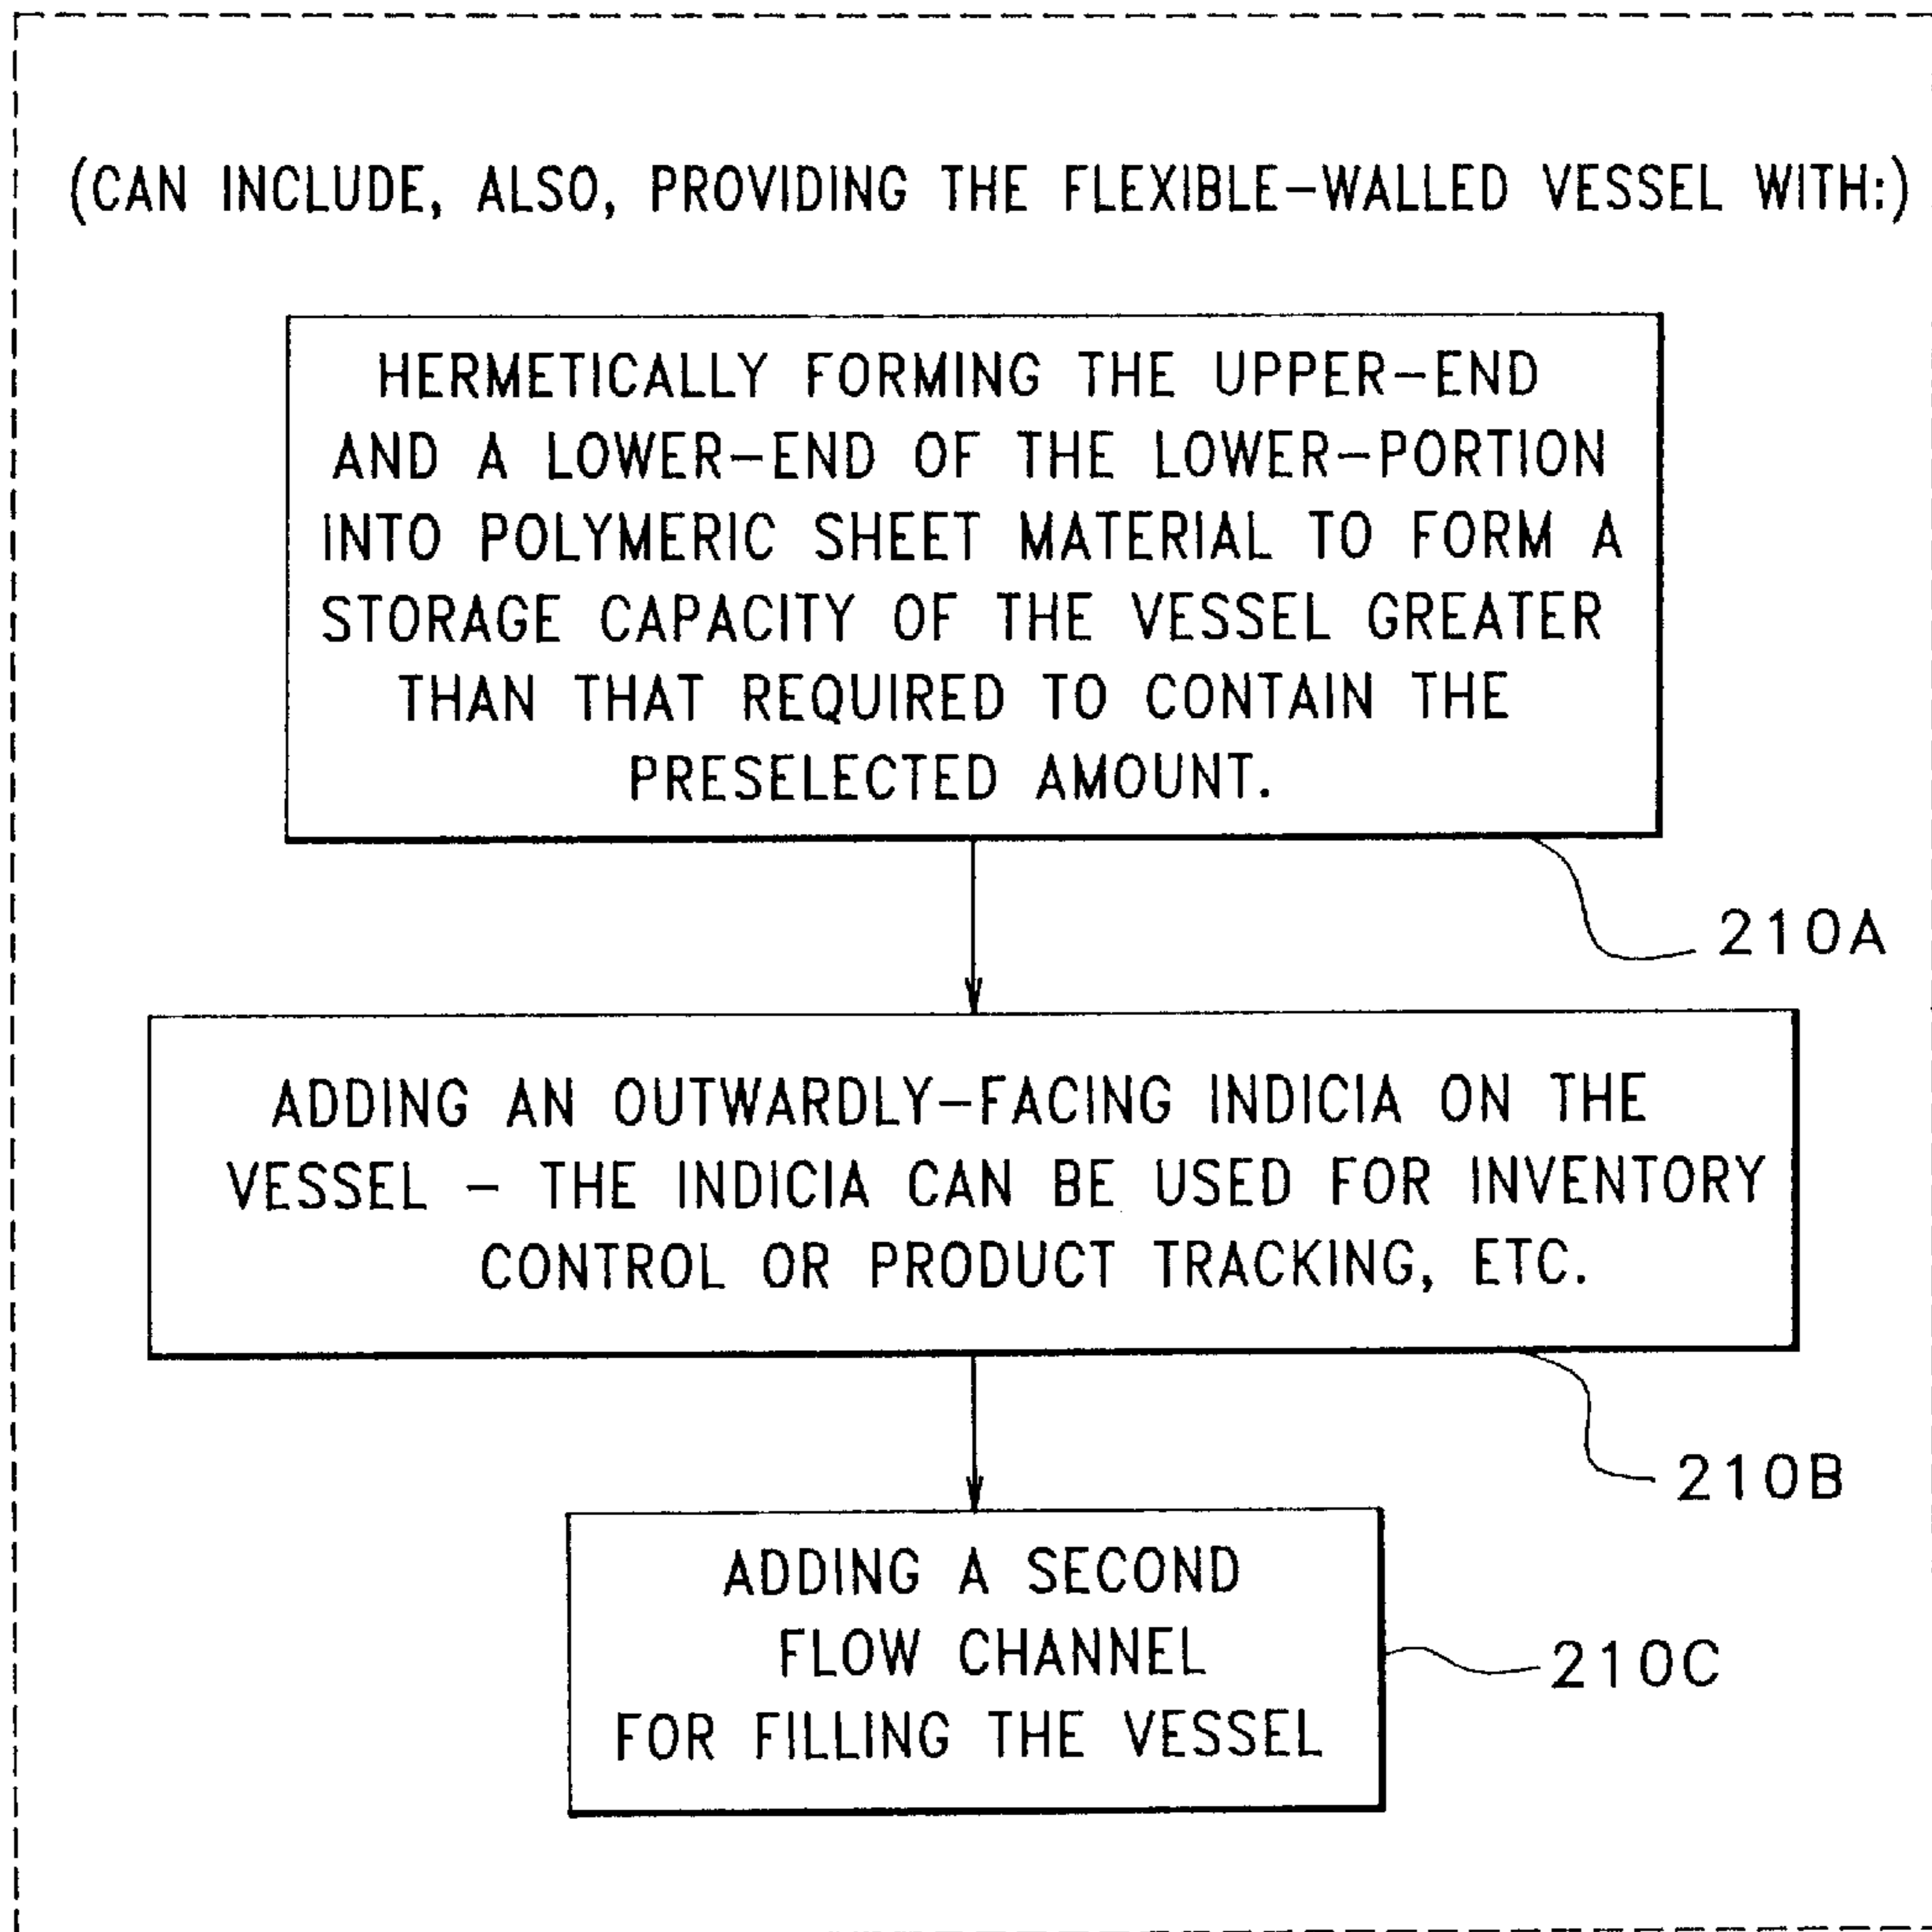 (CAN INCLUDE, ALSO, PROVIDING THE FLEXIBLE-WALLED VESSEL WITH:)
HERMETICALLY FORMING THE UPPER-END
AND A LOWER-END OF THE LOWER-PORTION
INTO POLYMERIC SHEET MATERIAL TO FORM A
STORAGE CAPACITY OF THE VESSEL GREATER
THAN THAT REQUIRED TO CONTAIN THE
PRESELECTED AMOUNT.
210A
ADDING AN OUTWARDLY-FACING INDICIA ON THE
VESSEL - THE INDICIA CAN BE USED FOR INVENTORY
CONTROL OR PRODUCT TRACKING, ETC.
210B
ADDING A SECOND
FLOW CHANNEL
FOR FILLING THE VESSEL
210C